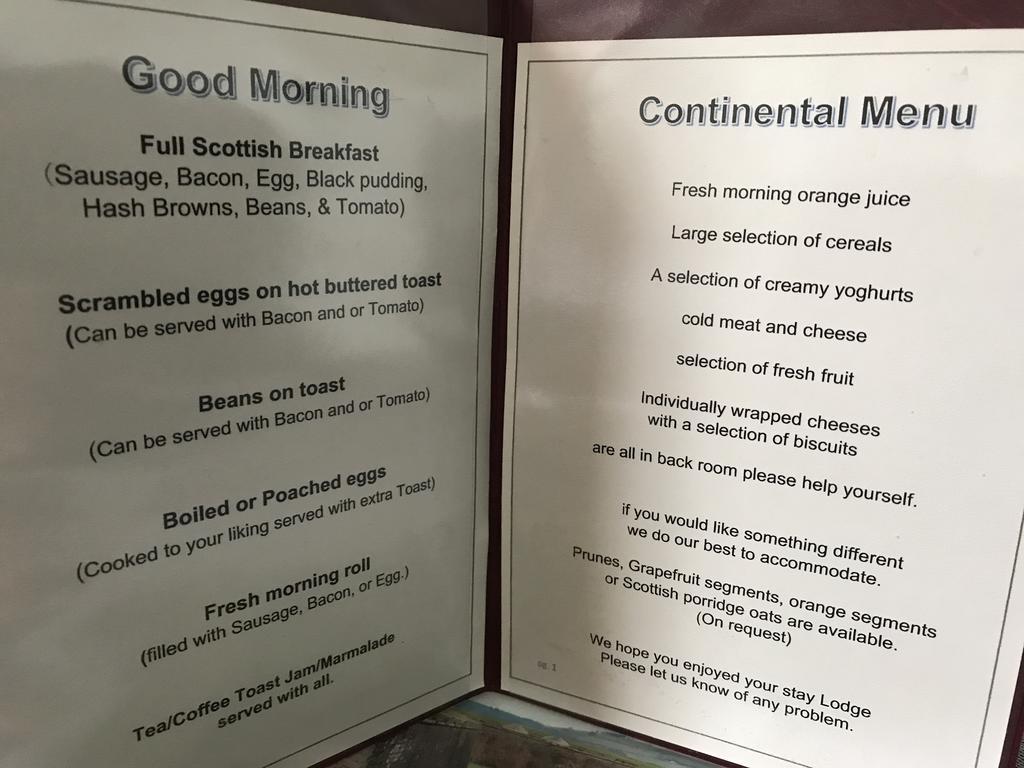 Good Morning
Full Scottish Breakfast
(Sausage, Bacon, Egg, Black pudding,
Hash Browns, Beans, & Tomato)
Scrambled eggs on hot buttered toast
(Can be served with Bacon and or Tomato)
Beans on toast
(Can be served with Bacon and or Tomato)
Boiled or Poached eggs
(Cooked to your liking served with extra Toast)
Fresh morning roll
(filled with Sausage, Bacon, or Egg.)
Tea/Coffee Toast Jam/Marmalade
served with all.
Continental Menu
Fresh morning orange juice
Large selection of cereals
A selection of creamy yoghurts
cold meat and cheese
selection of fresh fruit
Individually wrapped cheeses
with a selection of biscuits
are all in back room please help yourself.
if you would like something different
we do our best to accommodate.
Prunes, Grapefruit segments, orange segments
or Scottish porridge oats are available.
(On request)
We hope you enjoyed your stay Lodge
Please let us know of any problem.
pg. 1